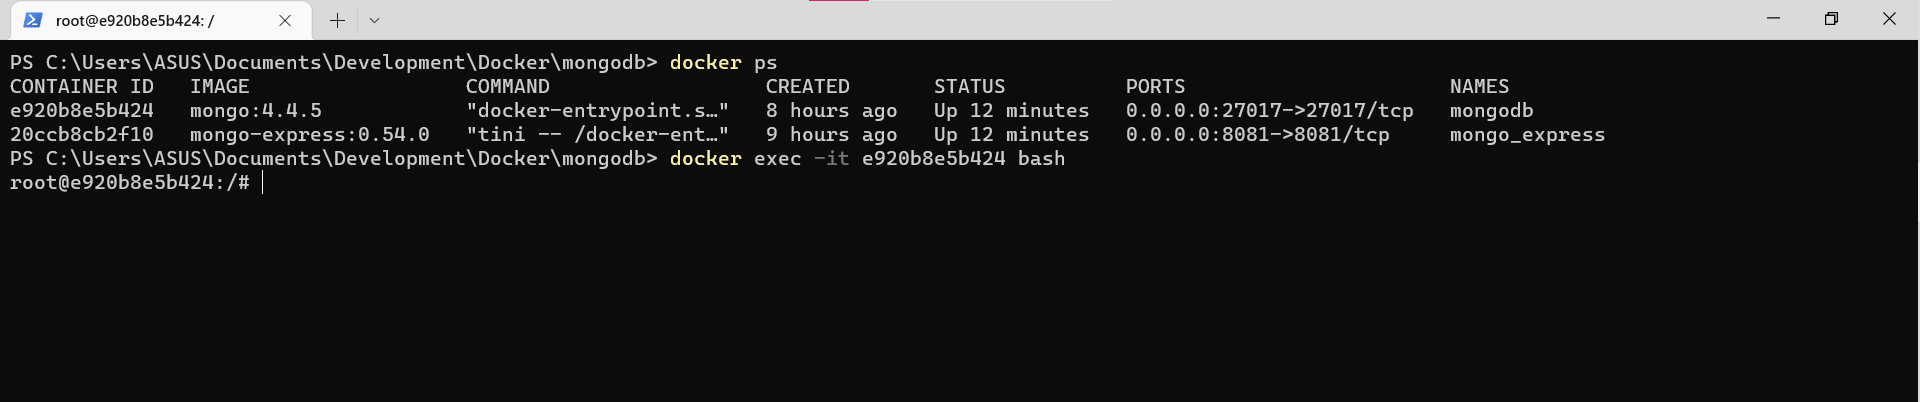 root@e920b8e5b424: /
PS C:\Users\ASUS\Documents\Development\Docker\mongodb> docker ps
CONTAINER ID   IMAGE                  COMMAND                  CREATED       STATUS          PORTS                      NAMES
e920b8e5b424   mongo:4.4.5            "docker-entrypoint.s…"   8 hours ago   Up 12 minutes   0.0.0.0:27017->27017/tcp   mongodb
20ccb8cb2f10   mongo-express:0.54.0   "tini -- /docker-ent…"   9 hours ago   Up 12 minutes   0.0.0.0:8081->8081/tcp     mongo_express
PS C:\Users\ASUS\Documents\Development\Docker\mongodb> docker exec -it e920b8e5b424 bash
root@e920b8e5b424:/#